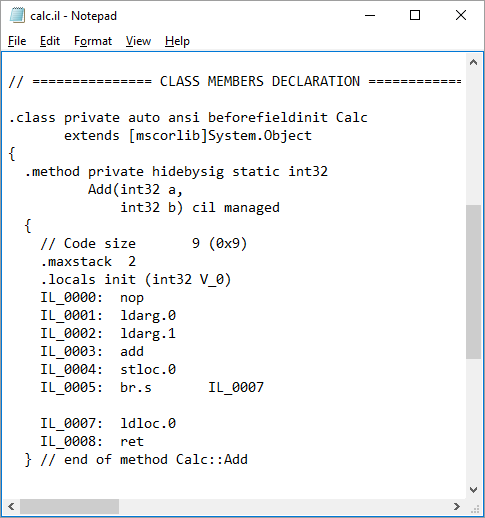 calc.il - Notepad
File Edit Format View Help
// =============== CLASS MEMBERS DECLARATION ============
.class private auto ansi beforefieldinit Calc
       extends [mscorlib]System.Object
{
  .method private hidebysig static int32
          Add(int32 a,
              int32 b) cil managed
  {
    // Code size       9 (0x9)
    .maxstack  2
    .locals init (int32 V_0)
    IL_0000:  nop
    IL_0001:  ldarg.0
    IL_0002:  ldarg.1
    IL_0003:  add
    IL_0004:  stloc.0
    IL_0005:  br.s       IL_0007
    IL_0007:  ldloc.0
    IL_0008:  ret
  } // end of method Calc::Add